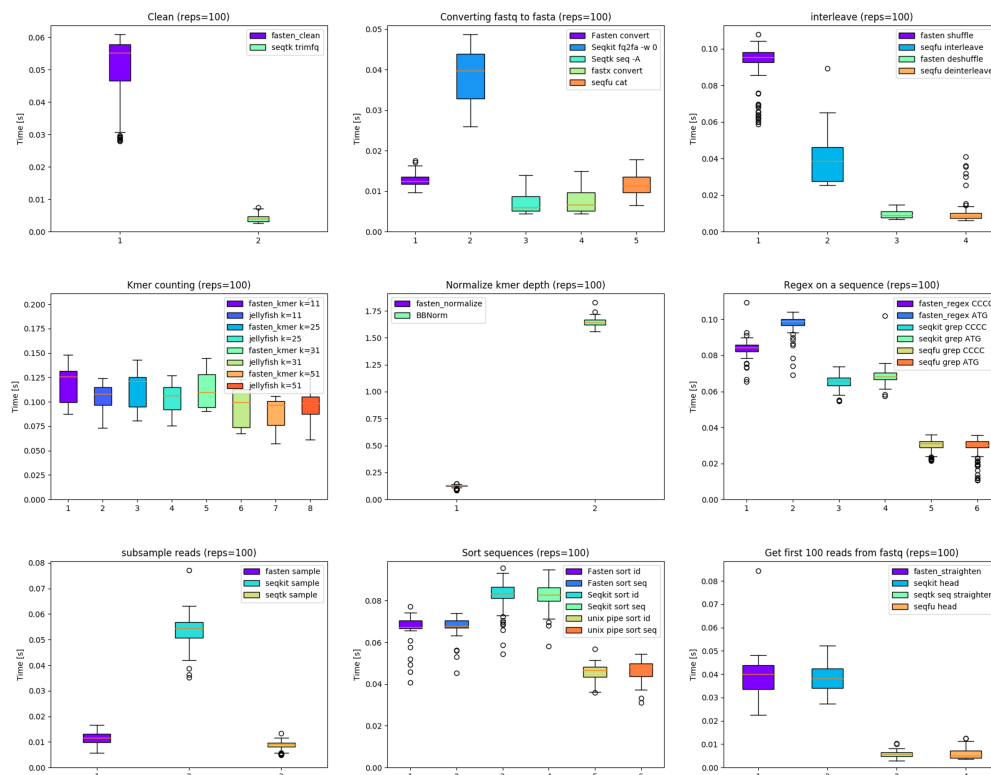 Clean (reps=100)
Time [s]
0.06
0.05
0.04
0.03
0.02
0.01
0.00
1
2
fasten_clean
seqtk trimfq
Converting fastq to fasta (reps=100)
Time [s]
0.05
0.04
0.03
0.02
0.01
0.00
1
2
3
4
5
Fasten convert
Seqkit fq2fa -w 0
Seqtk seq -A
fastx convert
seqfu cat
interleave (reps=100)
Time [s]
0.10
0.08
0.06
0.04
0.02
0.00
1
2
3
4
fasten shuffle
seqfu interleave
fasten deshuffle
seqfu deinterleave
Kmer counting (reps=100)
Time [s]
0.200
0.175
0.150
0.125
0.100
0.075
0.050
0.025
0.000
1
2
3
4
5
6
7
8
fasten_kmer k=11
jellyfish k=11
fasten_kmer k=25
jellyfish k=25
fasten_kmer k=31
jellyfish k=31
fasten_kmer k=51
jellyfish k=51
Normalize kmer depth (reps=100)
Time [s]
1.75
1.50
1.25
1.00
0.75
0.50
0.25
0.00
1
2
fasten_normalize
BBNorm
Regex on a sequence (reps=100)
Time [s]
0.10
0.08
0.06
0.04
0.02
0.00
1
2
3
4
5
6
fasten_regex CCCC
fasten_regex ATG
seqkit grep CCCC
seqkit grep ATG
seqfu grep CCCC
seqfu grep ATG
subsample reads (reps=100)
Time [s]
0.08
0.07
0.06
0.05
0.04
0.03
0.02
0.01
0.00
fasten sample
seqkit sample
seqtk sample
Sort sequences (reps=100)
Time [s]
0.08
0.06
0.04
0.02
0.00
Fasten sort id
Fasten sort seq
Seqkit sort id
Seqkit sort seq
unix pipe sort id
unix pipe sort seq
Get first 100 reads from fastq (reps=100)
Time [s]
0.08
0.07
0.06
0.05
0.04
0.03
0.02
0.01
0.00
fasten_straighten
seqkit head
seqtk seq straighten
seqfu head